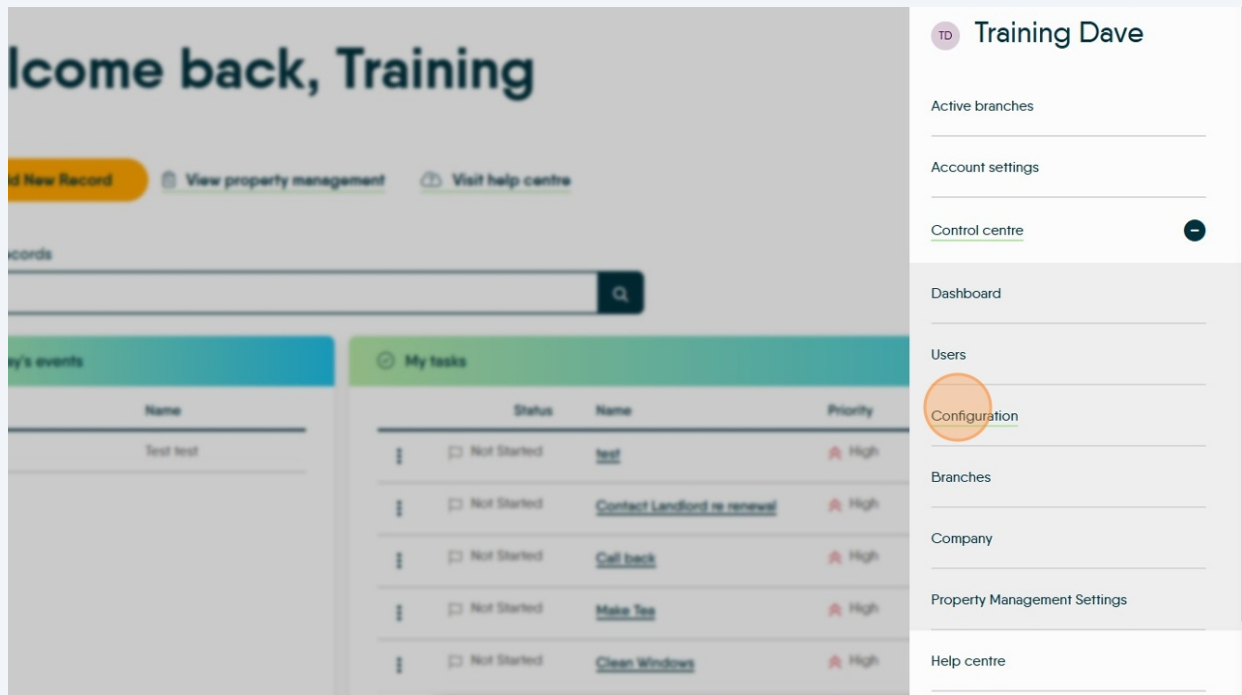 lcome back, Training
d New Record
View property management
Visit help centre
cords
ay's events
Name
Test test
My tasks
Status Name Priority
Not Started test High
Not Started Contact Landlord re renewal High
Not Started Call back High
Not Started Make Tea High
Not Started Clean Windows High
TD Training Dave
Active branches
Account settings
Control centre
Dashboard
Users
Configuration
Branches
Company
Property Management Settings
Help centre